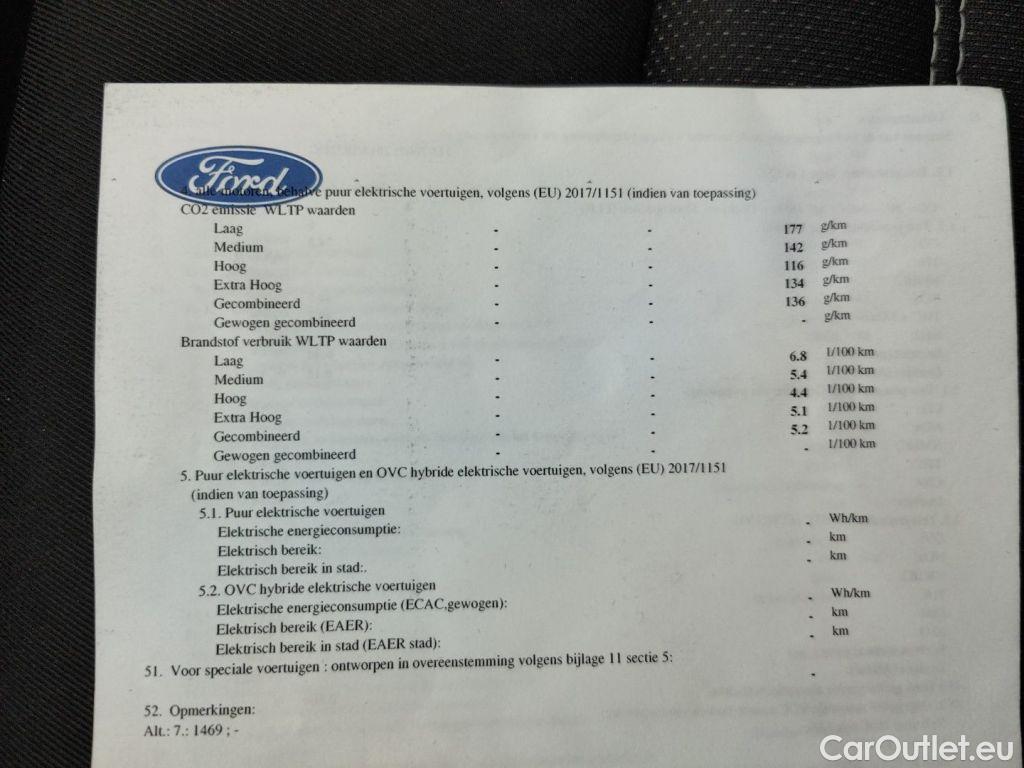 Ford
4. alle motoren, behalve puur elektrische voertuigen, volgens (EU) 2017/1151 (indien van toepassing)
CO2 emissie WLTP waarden
Laag - - 177 g/km
Medium - - 142 g/km
Hoog - - 116 g/km
Extra Hoog - - 134 g/km
Gecombineerd - - 136 g/km
Gewogen gecombineerd - - - g/km
Brandstof verbruik WLTP waarden
Laag - - 6.8 l/100 km
Medium - - 5.4 l/100 km
Hoog - - 4.4 l/100 km
Extra Hoog - - 5.1 l/100 km
Gecombineerd - - 5.2 l/100 km
Gewogen gecombineerd - - - l/100 km
5. Puur elektrische voertuigen en OVC hybride elektrische voertuigen, volgens (EU) 2017/1151
(indien van toepassing)
5.1. Puur elektrische voertuigen
Elektrische energieconsumptie: - Wh/km
Elektrisch bereik: - km
Elektrisch bereik in stad:. - km
5.2. OVC hybride elektrische voertuigen
Elektrische energieconsumptie (ECAC,gewogen): - Wh/km
Elektrisch bereik (EAER): - km
Elektrisch bereik in stad (EAER stad): - km
51. Voor speciale voertuigen : ontworpen in overeenstemming volgens bijlage 11 sectie 5: -
52. Opmerkingen:
Alt.: 7.: 1469 ; -
CarOutlet.eu